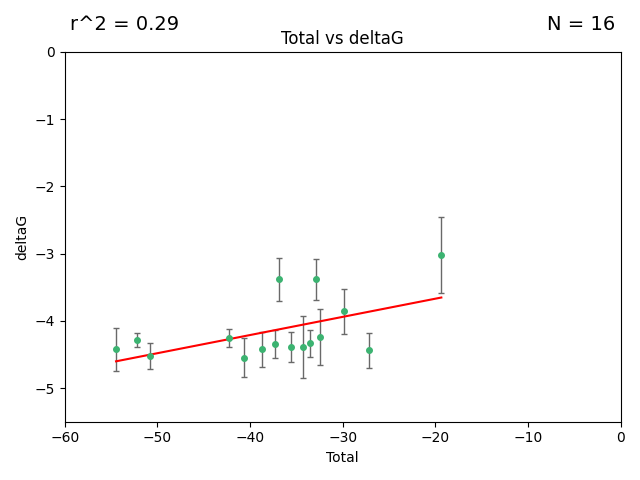 r^2 = 0.29
N = 16
Total vs deltaG
deltaG
0
−1
−2
−3
−4
−5
−60
−50
−40
−30
−20
−10
0
Total